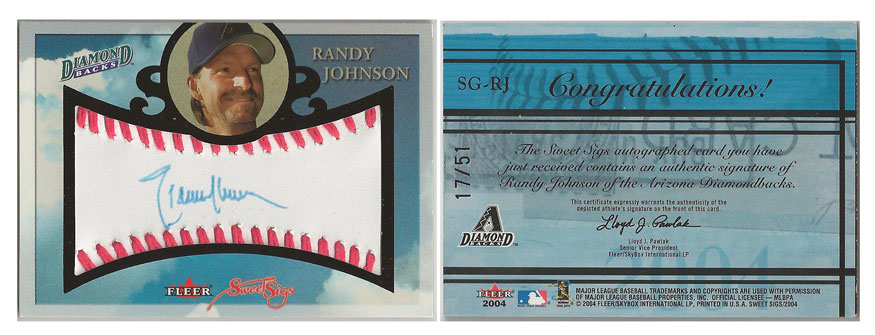 DIAMOND
BACKS
RANDY
JOHNSON
FLEER
Sweet Sigs
SG-RJ
Congratulations!
17/51
The Sweet Sigs autographed card you have
just received contains an authentic signature of
Randy Johnson of the Arizona Diamondbacks.
This certificate expressly warrants the authenticity of the
depicted athlete's signature on the front of this card.
Lloyd J. Pawlak
Lloyd J. Pawlak
Senior Vice President
Fleer/SkyBox International LP
A
DIAMOND
BACKS
TM
FLEER
2004
MAJOR LEAGUE BASEBALL TRADEMARKS AND COPYRIGHTS ARE USED WITH PERMISSION
OF MAJOR LEAGUE BASEBALL PROPERTIES, INC. OFFICIAL LICENSEE — MLBPA
© 2004 FLEER/SKYBOX INTERNATIONAL LP, PRINTED IN U.S.A. SWEET SIGS/2004